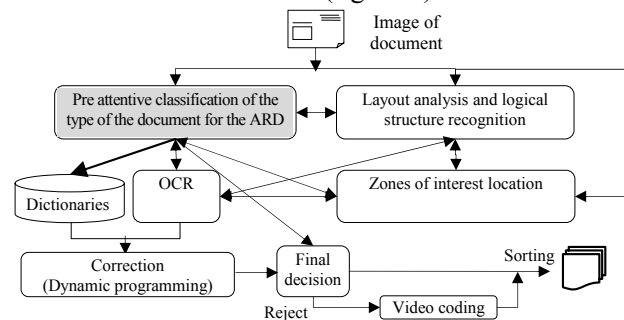 Image of
document
Pre attentive classification of the
type of the document for the ARD
Layout analysis and logical
structure recognition
Dictionaries
OCR
Zones of interest location
Correction
(Dynamic programming)
Final
decision
Sorting
Reject
Video coding